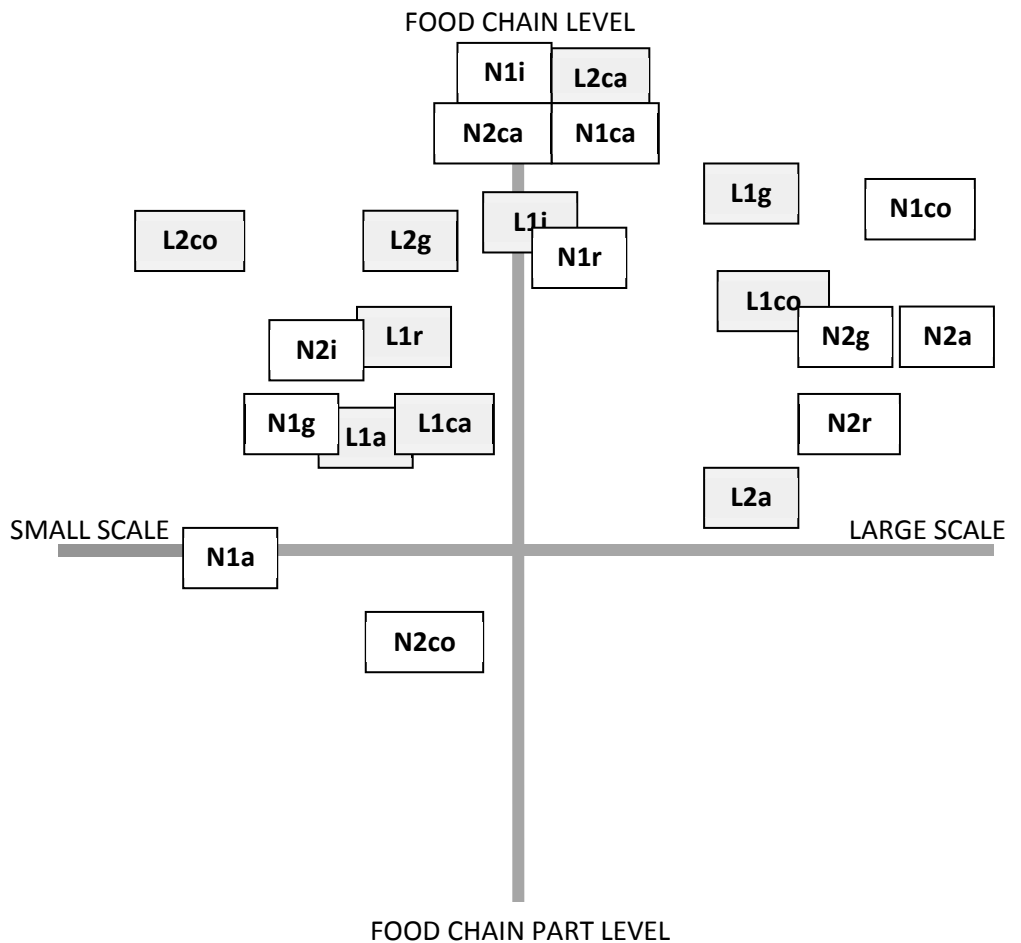 FOOD CHAIN LEVEL
N1i
L2ca
N2ca
N1ca
L1g
N1co
L2co
L2g
L1i
N1r
L1co
N2i
L1r
N2g
N2a
N1g
L1a
L1ca
N2r
L2a
SMALL SCALE
LARGE SCALE
N1a
N2co
FOOD CHAIN PART LEVEL